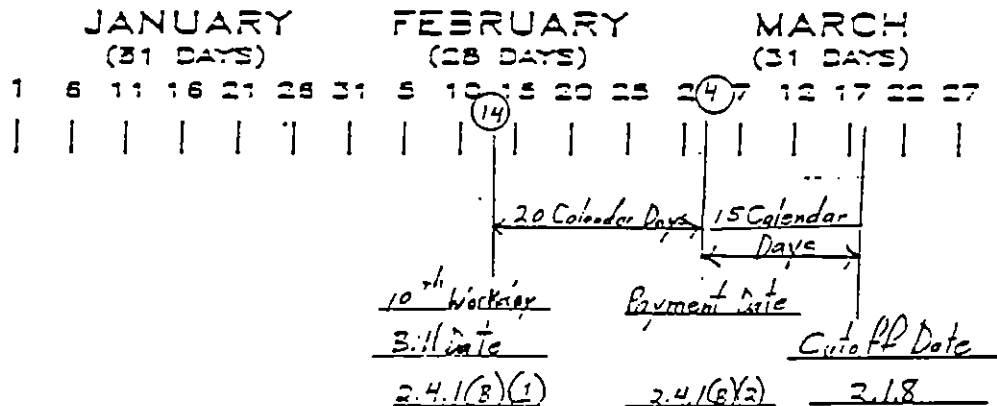 JANUARY FEBRUARY MARCH
(31 DAYS) (28 DAYS) (31 DAYS)
1 6 11 16 21 26 31 5 10 15 20 25 2 7 12 17 22 27
14 4
20 Calendar Days 15 Calendar
Days
10th Workday Payment Date
Bill Date Cutoff Date
2.4.1(B)(1) 2.4.1(B)(2) 2.1.8